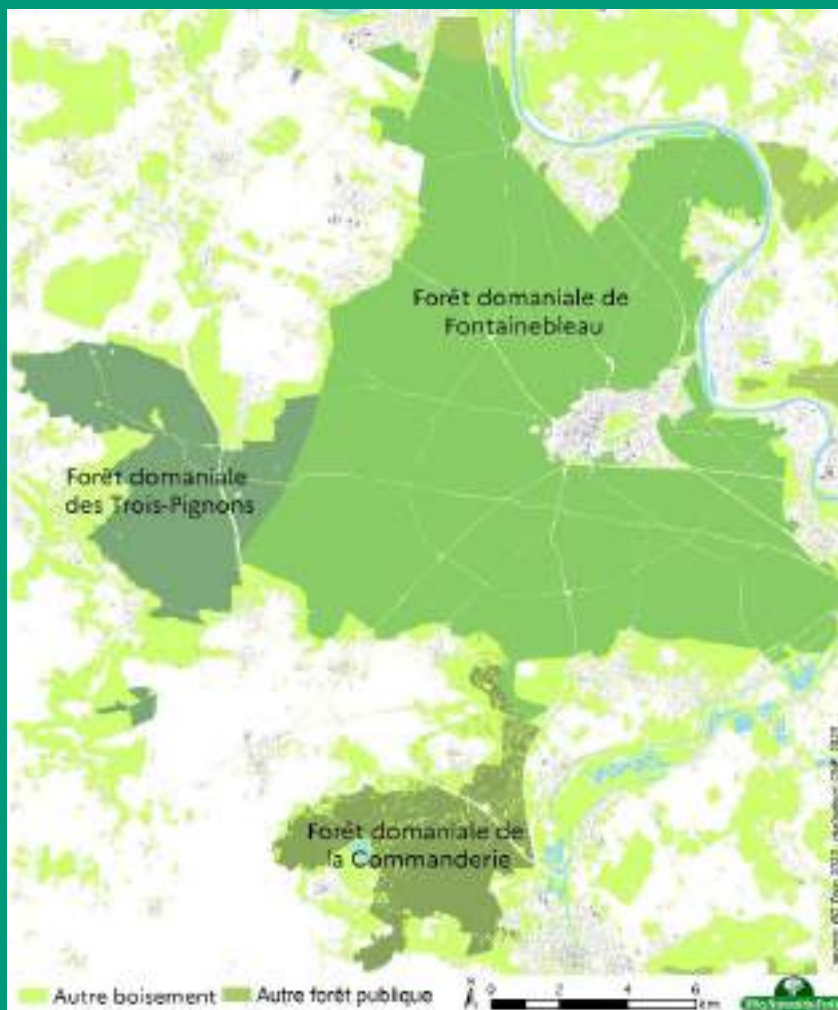 Forêt domaniale de
Fontainebleau
Forêt domaniale
des Trois-Pignons
Forêt domaniale de
la Commanderie
Autre boisement
Autre forêt publique
N
0 2 4 6
km